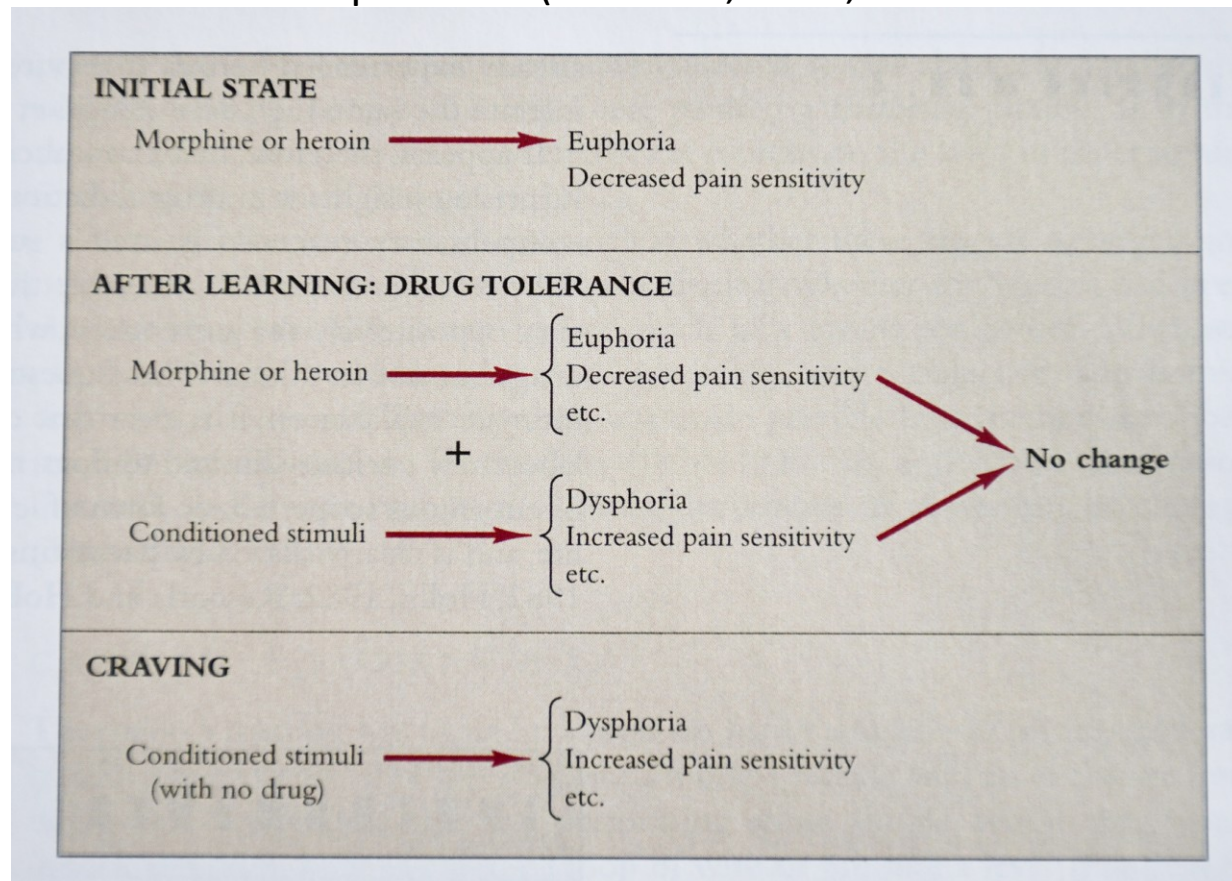 INITIAL STATE
Morphine or heroin
Euphoria
Decreased pain sensitivity
AFTER LEARNING: DRUG TOLERANCE
Morphine or heroin
Euphoria
Decreased pain sensitivity
etc.
+
Conditioned stimuli
Dysphoria
Increased pain sensitivity
etc.
No change
CRAVING
Conditioned stimuli
(with no drug)
Dysphoria
Increased pain sensitivity
etc.